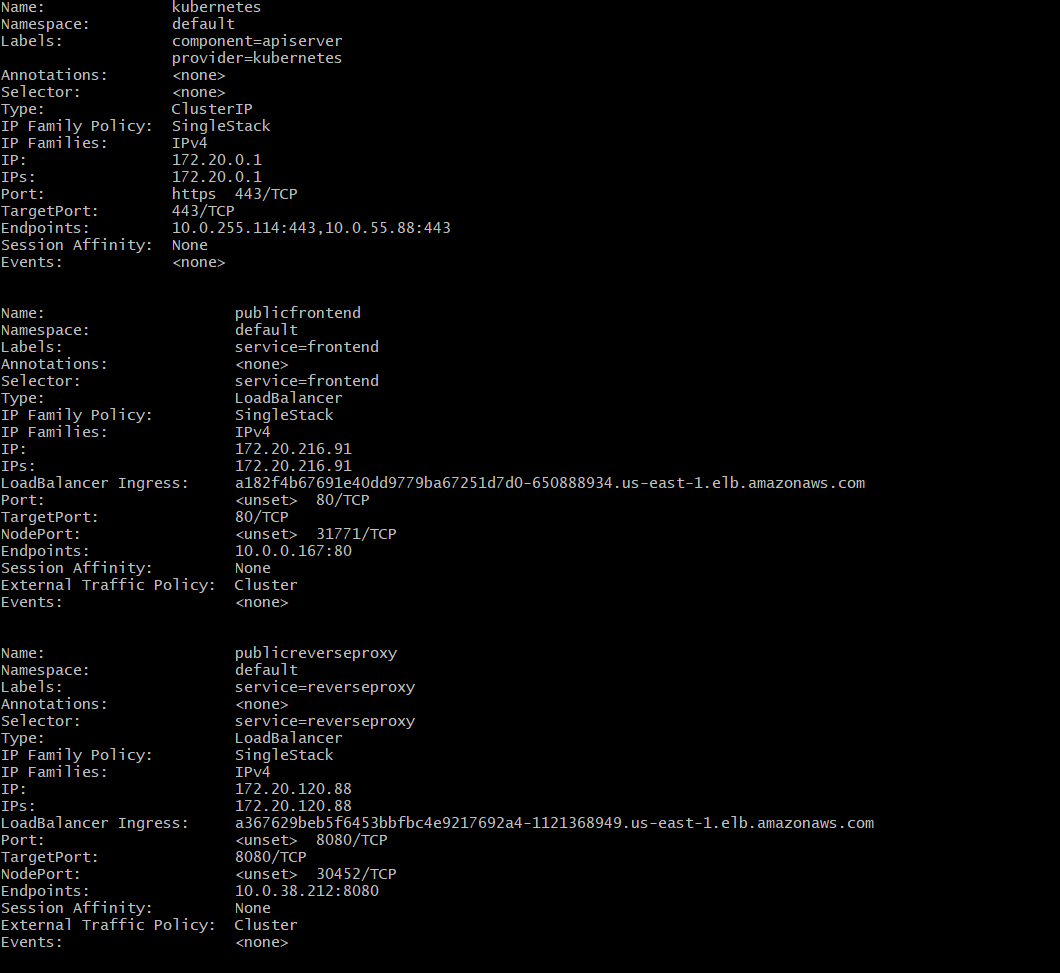 Name:              kubernetes
Namespace:         default
Labels:            component=apiserver
                   provider=kubernetes
Annotations:       <none>
Selector:          <none>
Type:              ClusterIP
IP Family Policy:  SingleStack
IP Families:       IPv4
IP:                172.20.0.1
IPs:               172.20.0.1
Port:              https  443/TCP
TargetPort:        443/TCP
Endpoints:         10.0.255.114:443,10.0.55.88:443
Session Affinity:  None
Events:            <none>
Name:                     publicfrontend
Namespace:                default
Labels:                   service=frontend
Annotations:              <none>
Selector:                 service=frontend
Type:                     LoadBalancer
IP Family Policy:         SingleStack
IP Families:              IPv4
IP:                       172.20.216.91
IPs:                      172.20.216.91
LoadBalancer Ingress:     a182f4b67691e40dd9779ba67251d7d0-650888934.us-east-1.elb.amazonaws.com
Port:                     <unset>  80/TCP
TargetPort:               80/TCP
NodePort:                 <unset>  31771/TCP
Endpoints:                10.0.0.167:80
Session Affinity:         None
External Traffic Policy:  Cluster
Events:                   <none>
Name:                     publicreverseproxy
Namespace:                default
Labels:                   service=reverseproxy
Annotations:              <none>
Selector:                 service=reverseproxy
Type:                     LoadBalancer
IP Family Policy:         SingleStack
IP Families:              IPv4
IP:                       172.20.120.88
IPs:                      172.20.120.88
LoadBalancer Ingress:     a367629beb5f6453bbfbc4e9217692a4-1121368949.us-east-1.elb.amazonaws.com
Port:                     <unset>  8080/TCP
TargetPort:               8080/TCP
NodePort:                 <unset>  30452/TCP
Endpoints:                10.0.38.212:8080
Session Affinity:         None
External Traffic Policy:  Cluster
Events:                   <none>